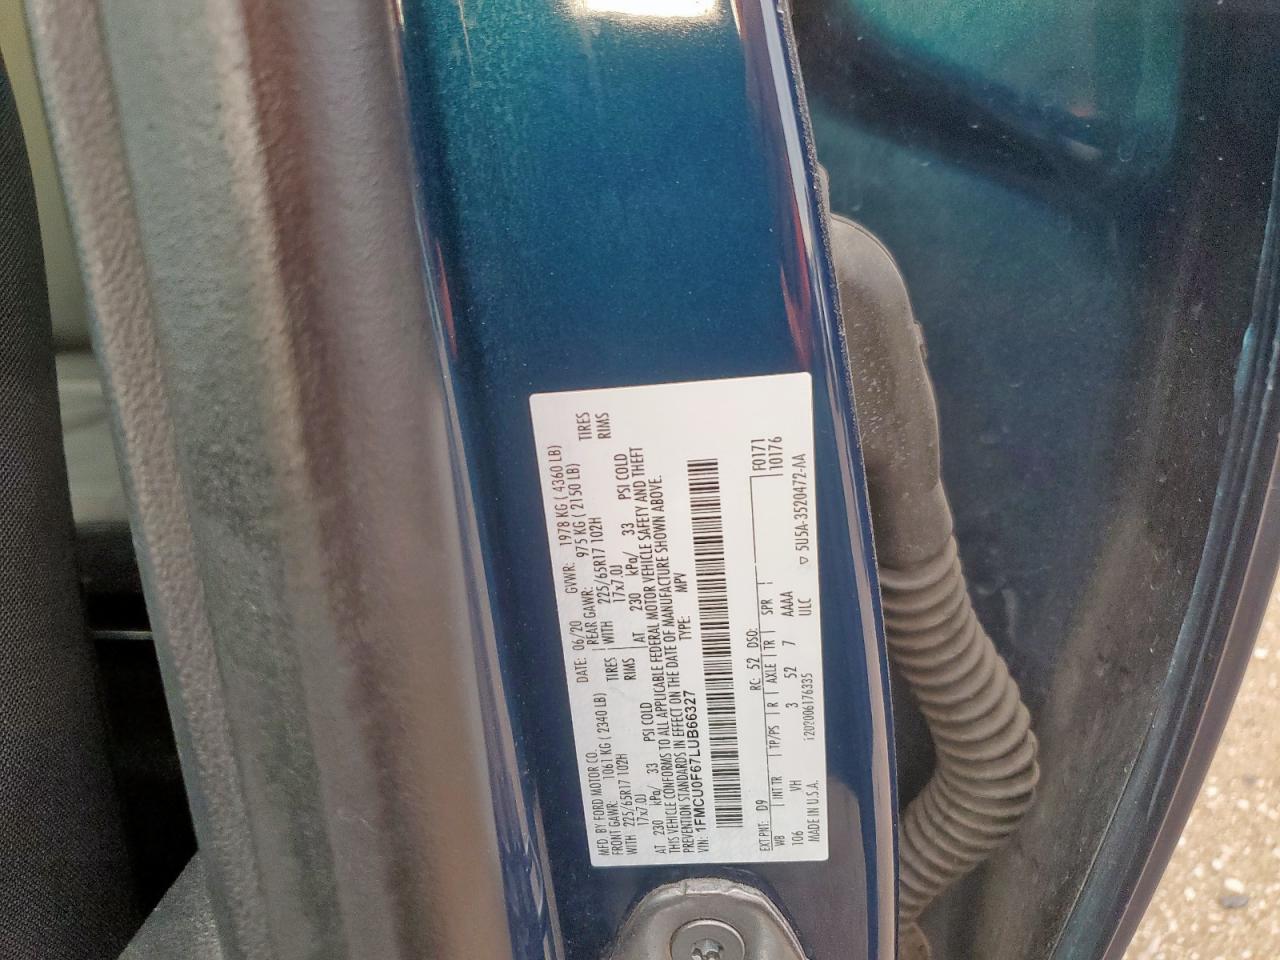 MFD. BY FORD MOTOR CO. DATE: 06/20 GVWR: 1978 KG ( 4360 LB)
FRONT GAWR: 1061 KG ( 2340 LB) REAR GAWR: 975 KG ( 2150 LB)
WITH 225/65R17 102H TIRES WITH 225/65R17 102H TIRES
17x7.0J RIMS 17x7.0J RIMS
AT 230 kPa/ 33 PSI COLD AT 230 kPa/ 33 PSI COLD
THIS VEHICLE CONFORMS TO ALL APPLICABLE FEDERAL MOTOR VEHICLE SAFETY AND THEFT
PREVENTION STANDARDS IN EFFECT ON THE DATE OF MANUFACTURE SHOWN ABOVE.
VIN: 1FMCU0F67LUB66327 TYPE: MPV
EXT PNT: D9 RC: 52 DSO: F0171
WB INT TR TP/PS R AXLE TR SPR 10176
106 VH 3 52 7 AAAA
MADE IN U.S.A. i202006176335 ULC 5U5A-3520472-AA